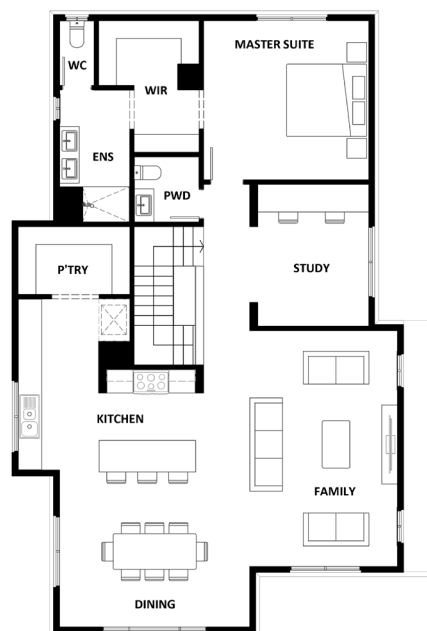 MASTER SUITE
WC
WIR
ENS
PWD
P'TRY
STUDY
KITCHEN
FAMILY
DINING